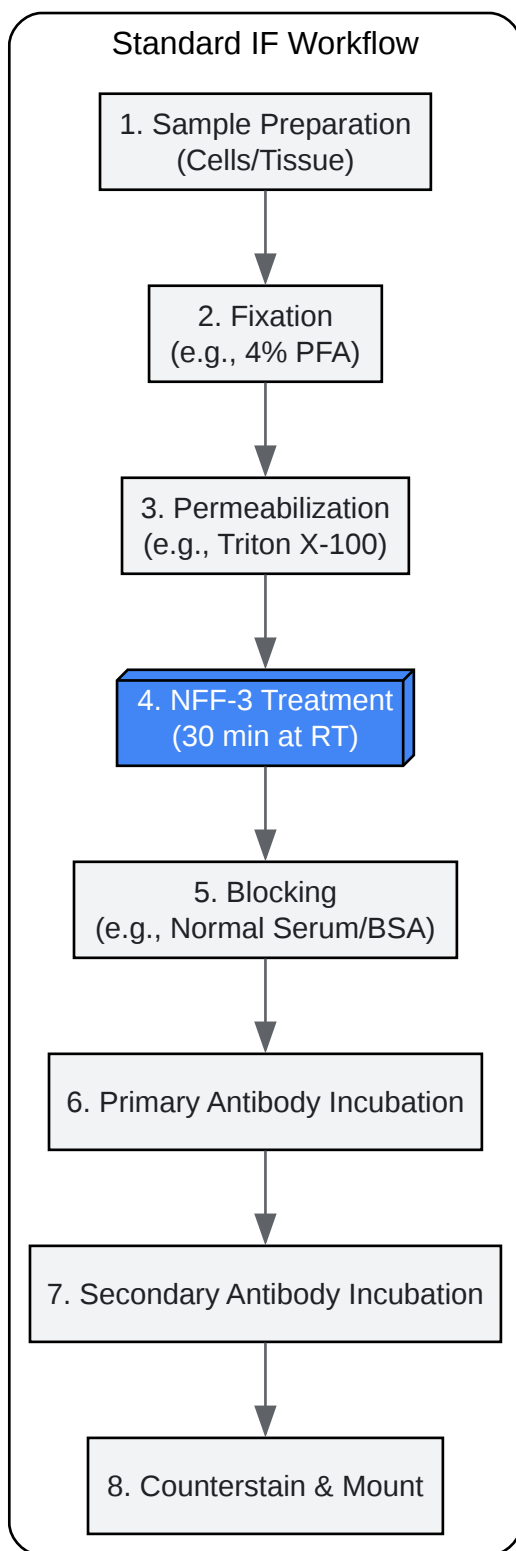 Standard IF Workflow
1. Sample Preparation
(Cells/Tissue)
2. Fixation
(e.g., 4% PFA)
3. Permeabilization
(e.g., Triton X-100)
4. NFF-3 Treatment
(30 min at RT)
5. Blocking
(e.g., Normal Serum/BSA)
6. Primary Antibody Incubation
7. Secondary Antibody Incubation
8. Counterstain & Mount